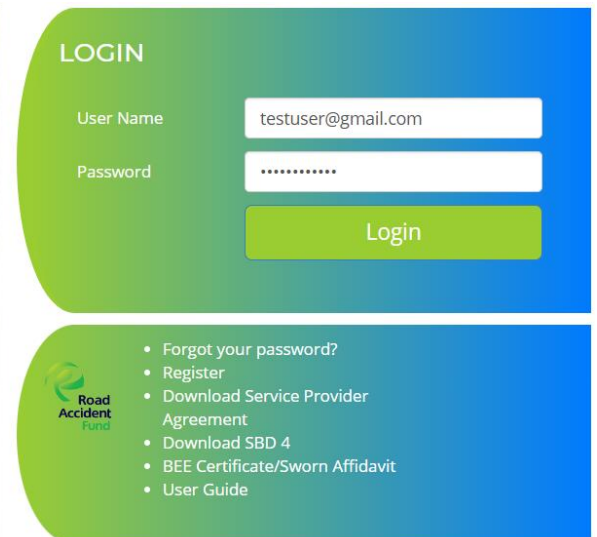 LOGIN
User Name
testuser@gmail.com
Password
••••••••••••
Login
Road
Accident
Fund
• Forgot your password?
• Register
• Download Service Provider
Agreement
• Download SBD 4
• BEE Certificate/Sworn Affidavit
• User Guide